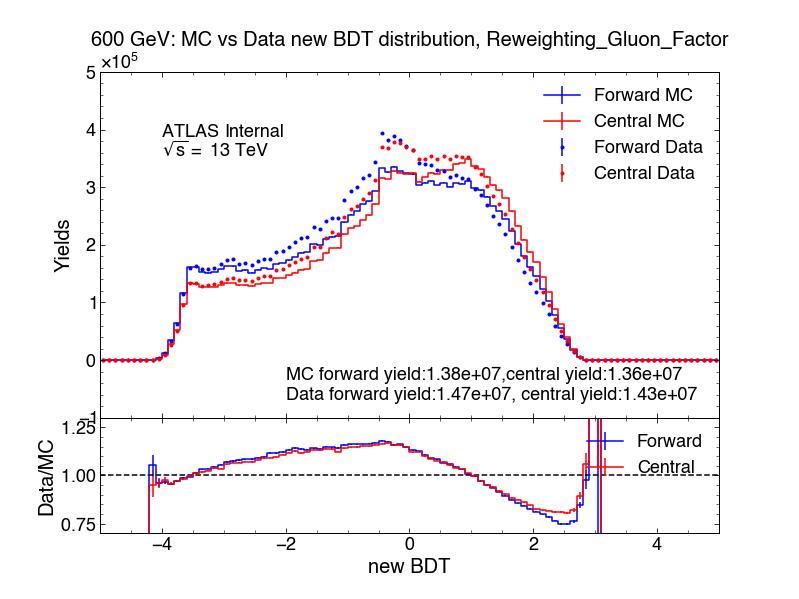 600 GeV: MC vs Data new BDT distribution, Reweighting_Gluon_Factor
×10⁵
5
4
3
2
1
0
−1
Yields
ATLAS Internal
√s = 13 TeV
Forward MC
Central MC
Forward Data
Central Data
MC forward yield:1.38e+07,central yield:1.36e+07
Data forward yield:1.47e+07, central yield:1.43e+07
1.25
1.00
0.75
Data/MC
Forward
Central
−4 −2 0 2 4
new BDT